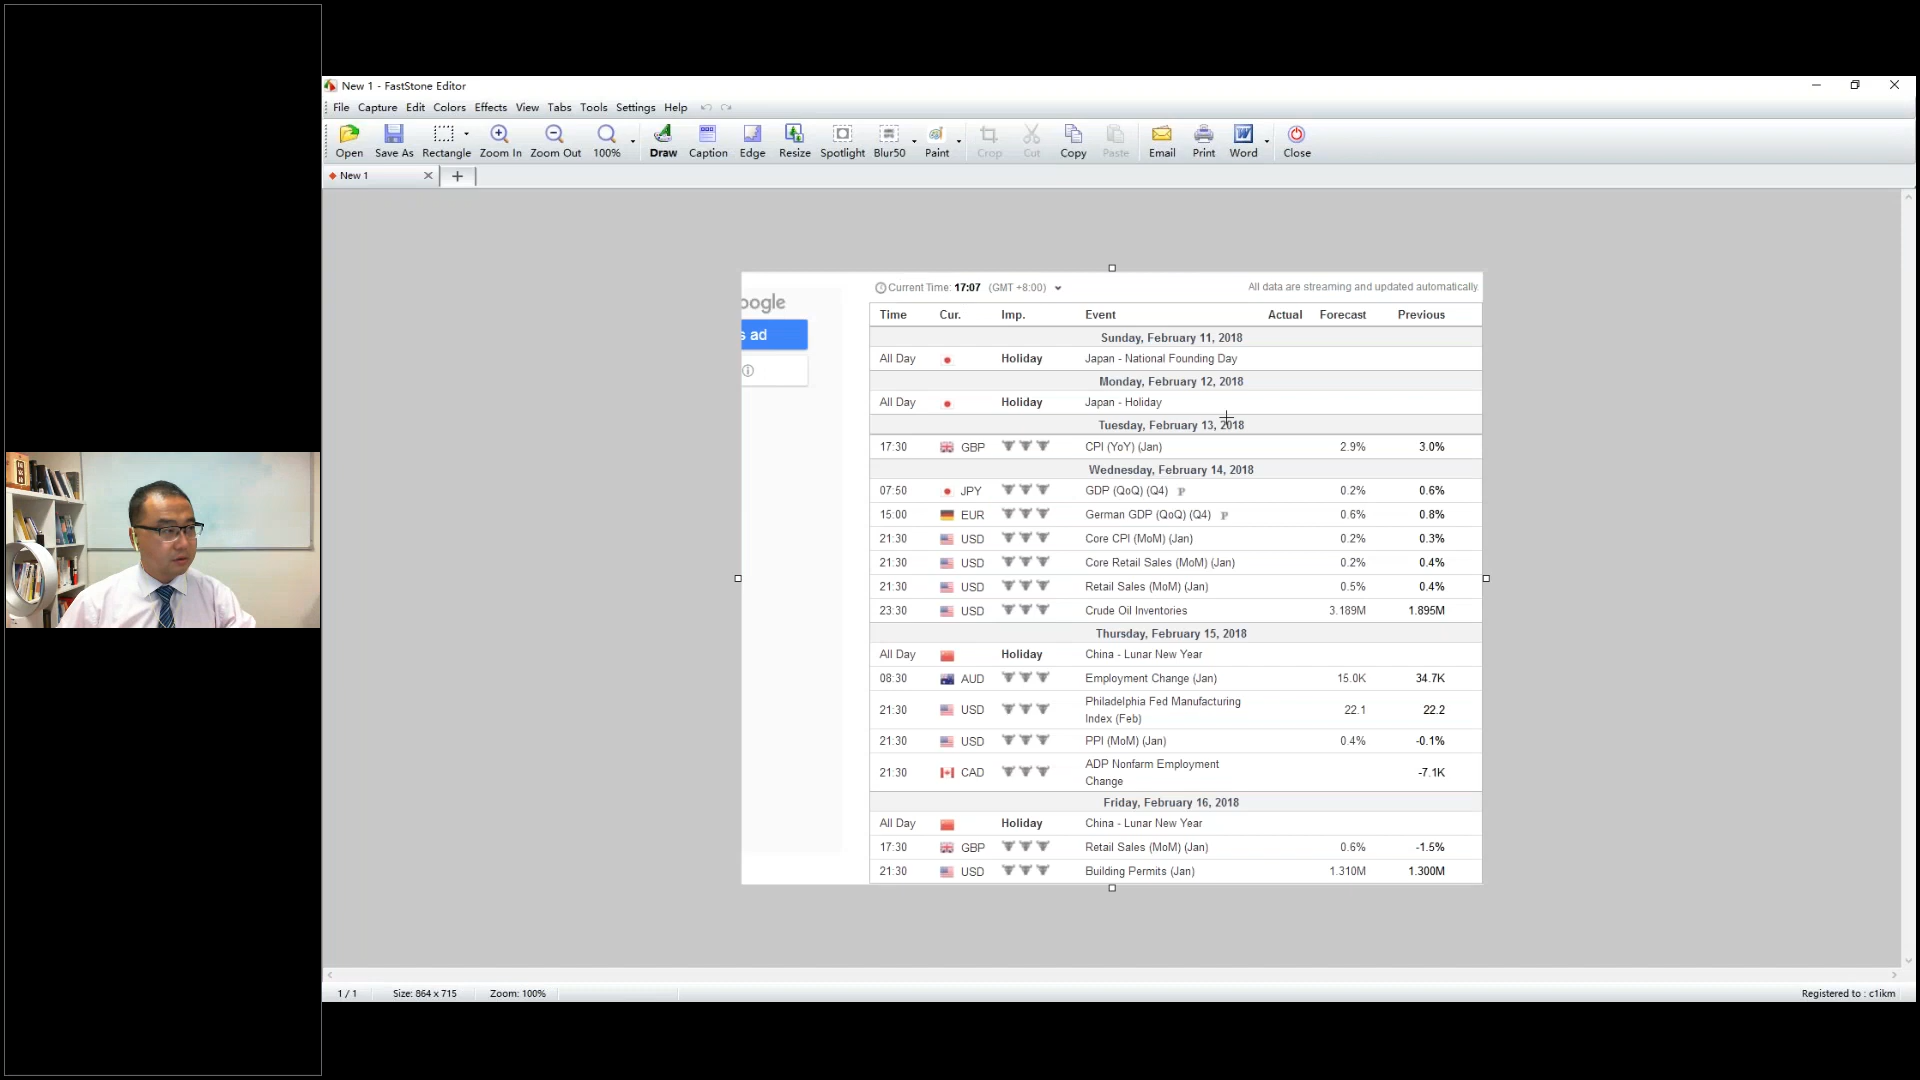 New 1 - FastStone Editor
File Capture Edit Colors Effects View Tabs Tools Settings Help
Open Save As Rectangle Zoom In Zoom Out 100% Draw Caption Edge Resize Spotlight Blur50 Paint Crop Cut Copy Paste Email Print Word Close
New 1
oogle
s ad
Current Time: 17:07 (GMT +8:00) All data are streaming and updated automatically.
Time Cur. Imp. Event Actual Forecast Previous
Sunday, February 11, 2018
All Day Holiday Japan - National Founding Day
Monday, February 12, 2018
All Day Holiday Japan - Holiday
Tuesday, February 13, 2018
17:30 GBP CPI (YoY) (Jan) 2.9% 3.0%
Wednesday, February 14, 2018
07:50 JPY GDP (QoQ) (Q4) P 0.2% 0.6%
15:00 EUR German GDP (QoQ) (Q4) P 0.6% 0.8%
21:30 USD Core CPI (MoM) (Jan) 0.2% 0.3%
21:30 USD Core Retail Sales (MoM) (Jan) 0.2% 0.4%
21:30 USD Retail Sales (MoM) (Jan) 0.5% 0.4%
23:30 USD Crude Oil Inventories 3.189M 1.895M
Thursday, February 15, 2018
All Day Holiday China - Lunar New Year
08:30 AUD Employment Change (Jan) 15.0K 34.7K
21:30 USD Philadelphia Fed Manufacturing Index (Feb) 22.1 22.2
21:30 USD PPI (MoM) (Jan) 0.4% -0.1%
21:30 CAD ADP Nonfarm Employment Change -7.1K
Friday, February 16, 2018
All Day Holiday China - Lunar New Year
17:30 GBP Retail Sales (MoM) (Jan) 0.6% -1.5%
21:30 USD Building Permits (Jan) 1.310M 1.300M
1 / 1 Size: 864 x 715 Zoom: 100% Registered to : c1ikm